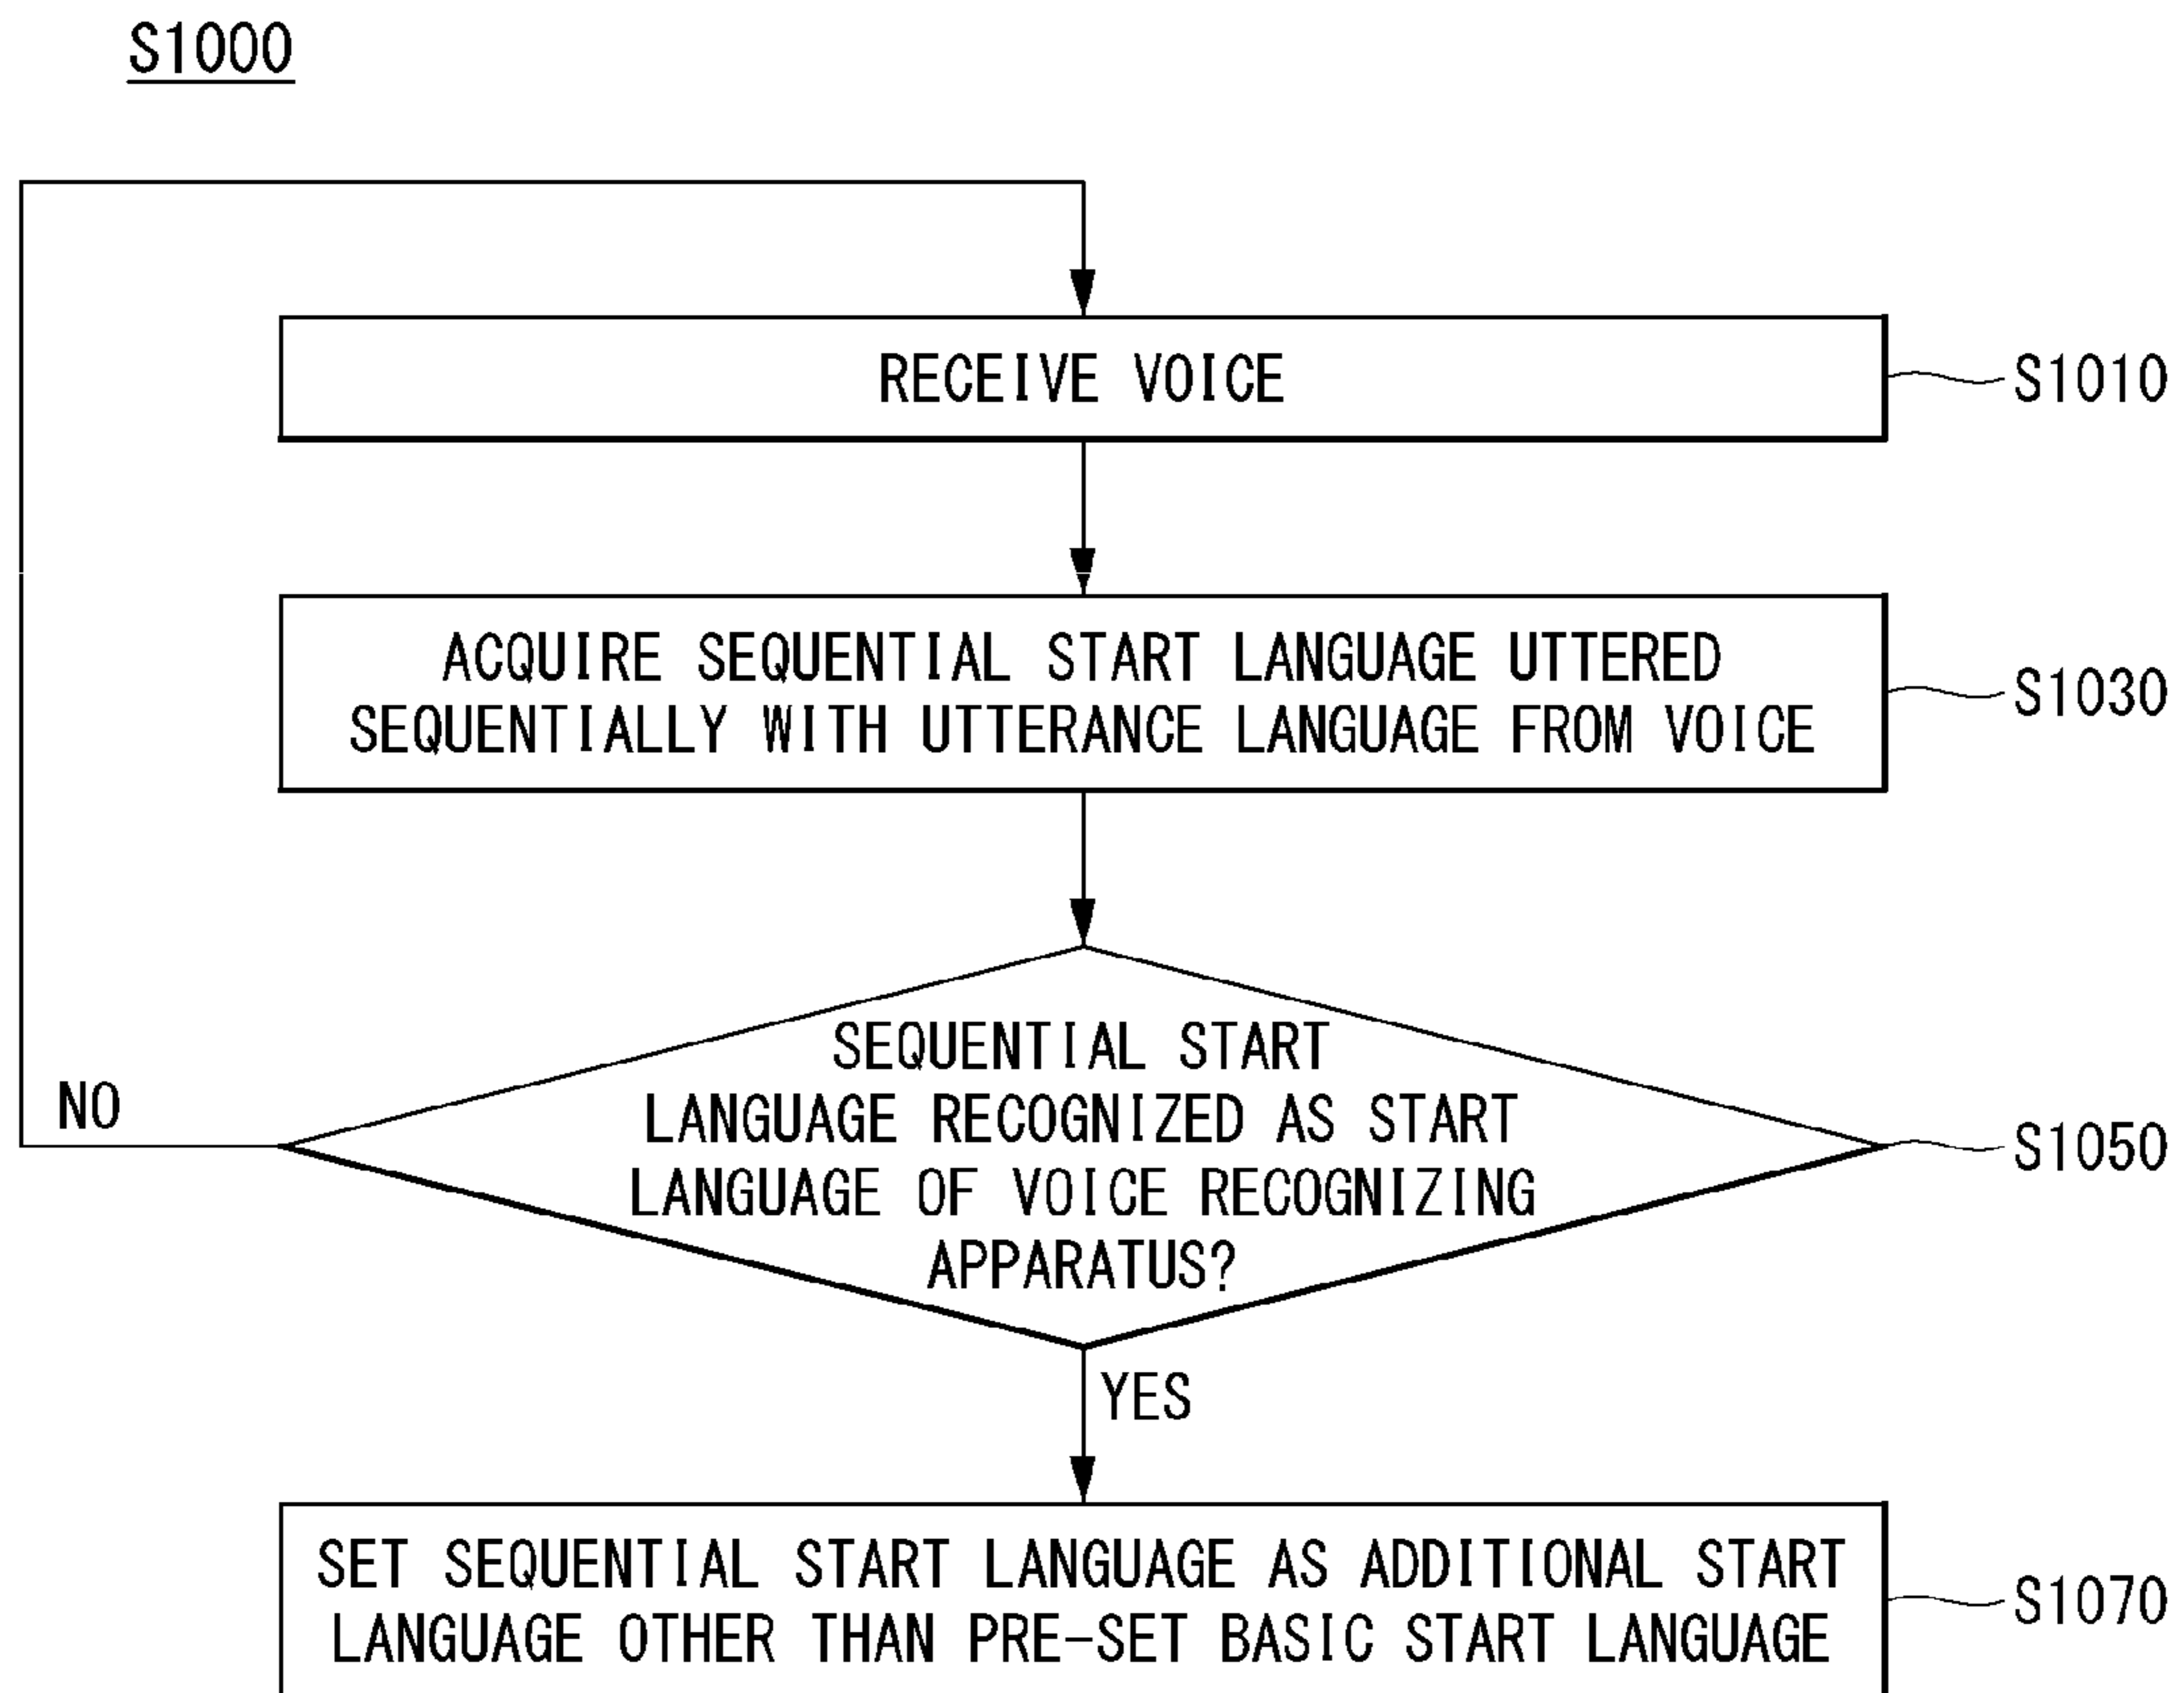 S1000
RECEIVE VOICE
S1010
ACQUIRE SEQUENTIAL START LANGUAGE UTTERED
SEQUENTIALLY WITH UTTERANCE LANGUAGE FROM VOICE
S1030
SEQUENTIAL START
LANGUAGE RECOGNIZED AS START
LANGUAGE OF VOICE RECOGNIZING
APPARATUS?
S1050
NO
YES
SET SEQUENTIAL START LANGUAGE AS ADDITIONAL START
LANGUAGE OTHER THAN PRE-SET BASIC START LANGUAGE
S1070